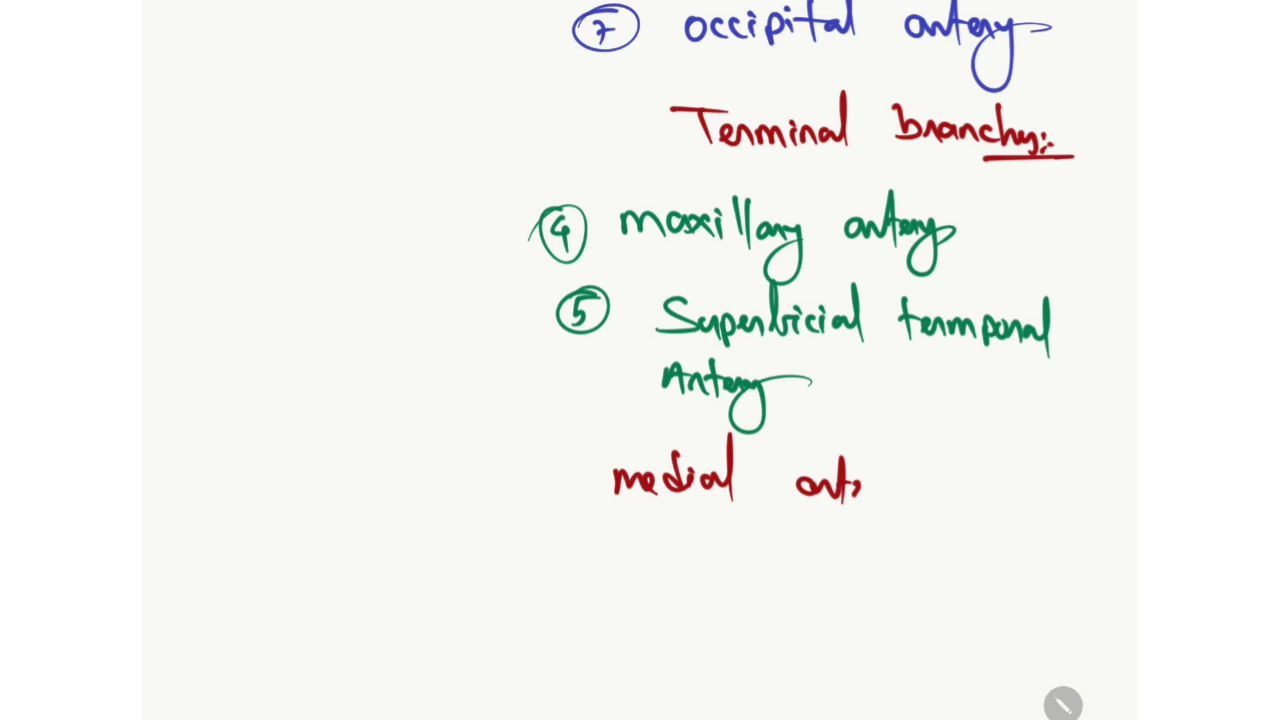 7 occipital artery
Terminal branches:-
4 maxillary artery
5 Superficial temporal
Artery
medial art